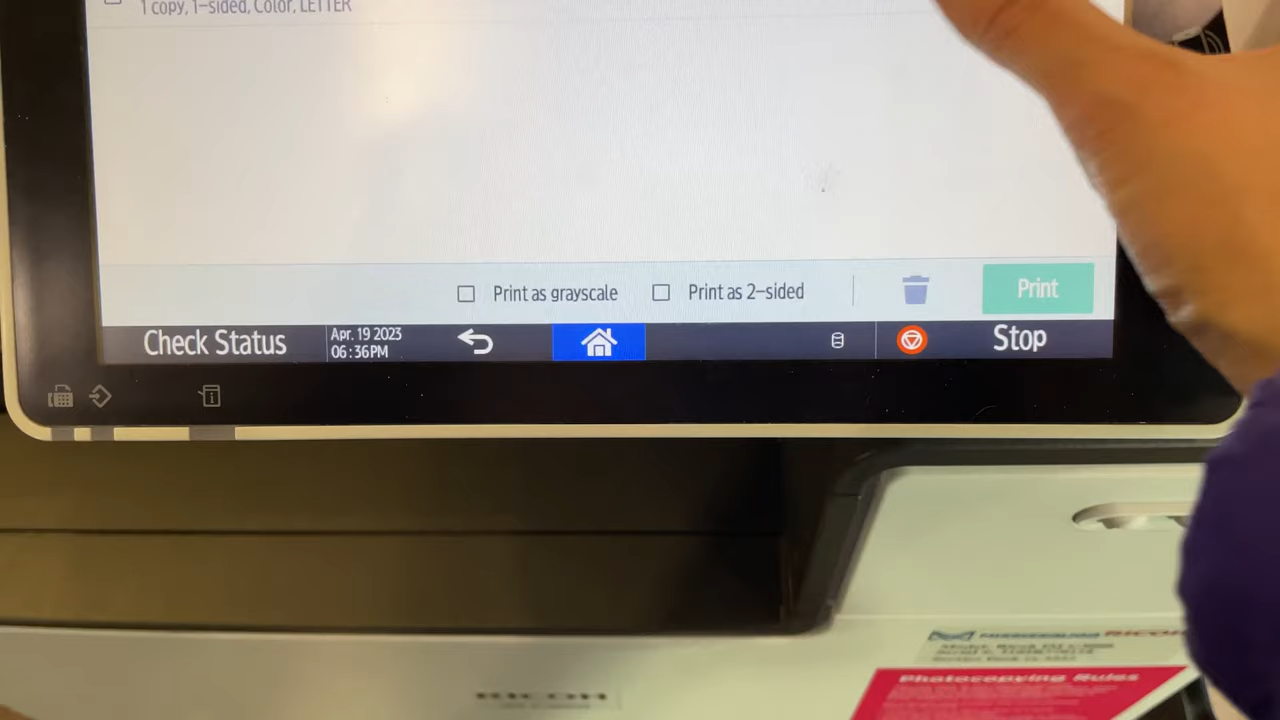 1 copy, 1-sided, Color, LETTER
Print as grayscale
Print as 2-sided
Print
Check Status
Apr. 19 2023
06:36PM
Stop
RICOH
RICOH
Photocopying Rules